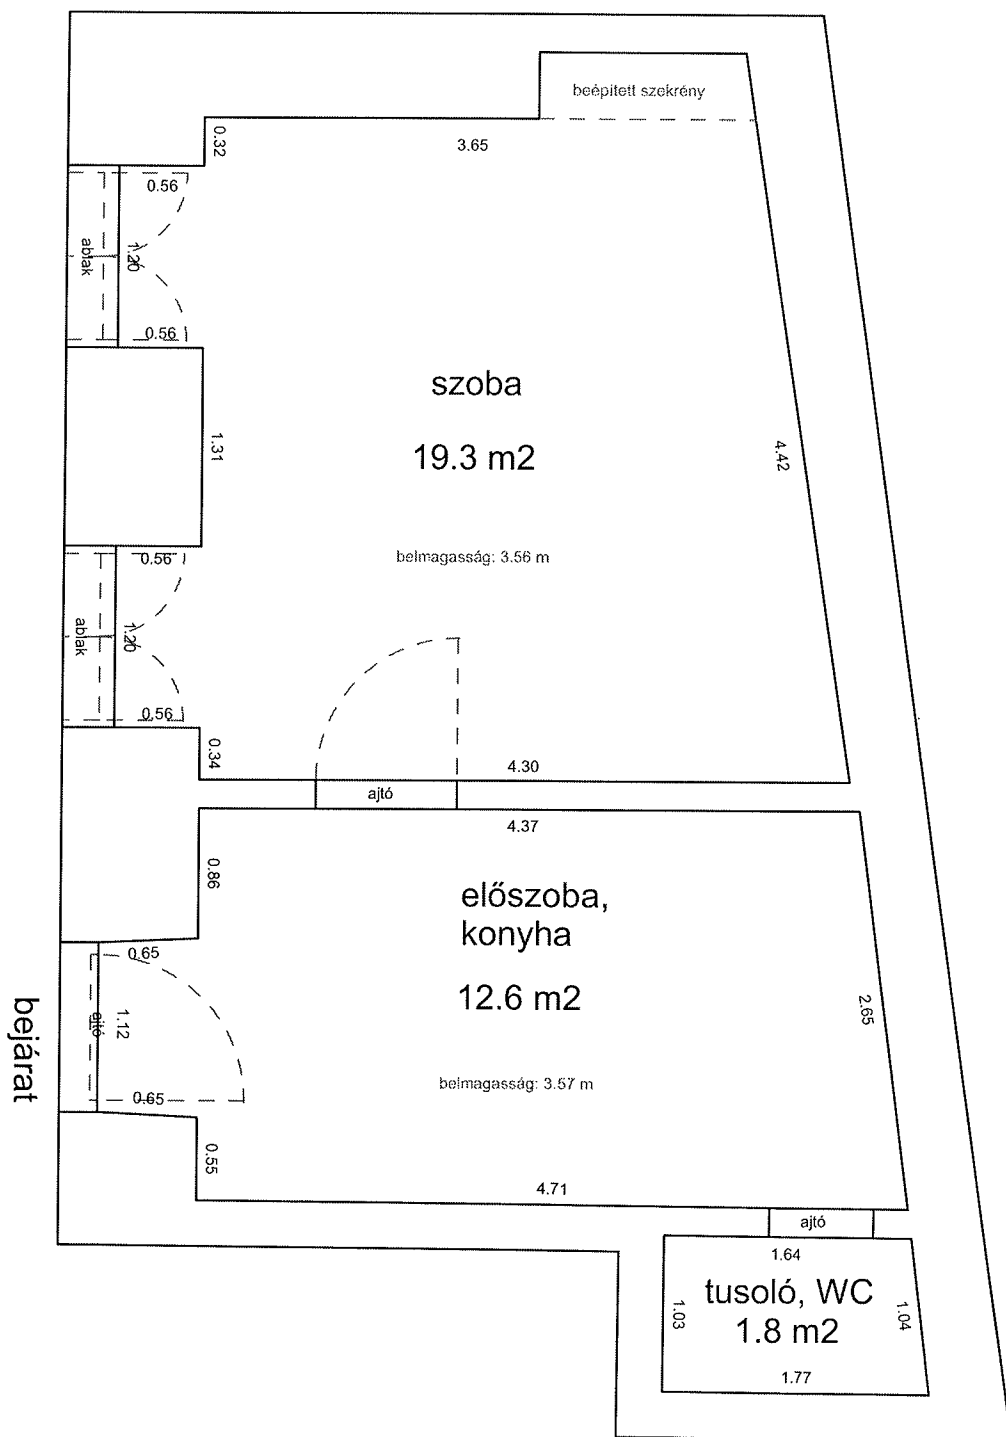 beépített szekrény
0.32
3.65
0.56
ablak
1.20
0.56
szoba
1.31
19.3 m2
4.42
belmagasság: 3.56 m
0.56
ablak
1.20
0.56
0.34
4.30
ajtó
4.37
0.86
előszoba,
konyha
0.65
12.6 m2
2.65
ajtó
1.12
bejárat
belmagasság: 3.57 m
0.65
0.55
4.71
ajtó
1.64
tusoló, WC
1.03
1.04
1.8 m2
1.77